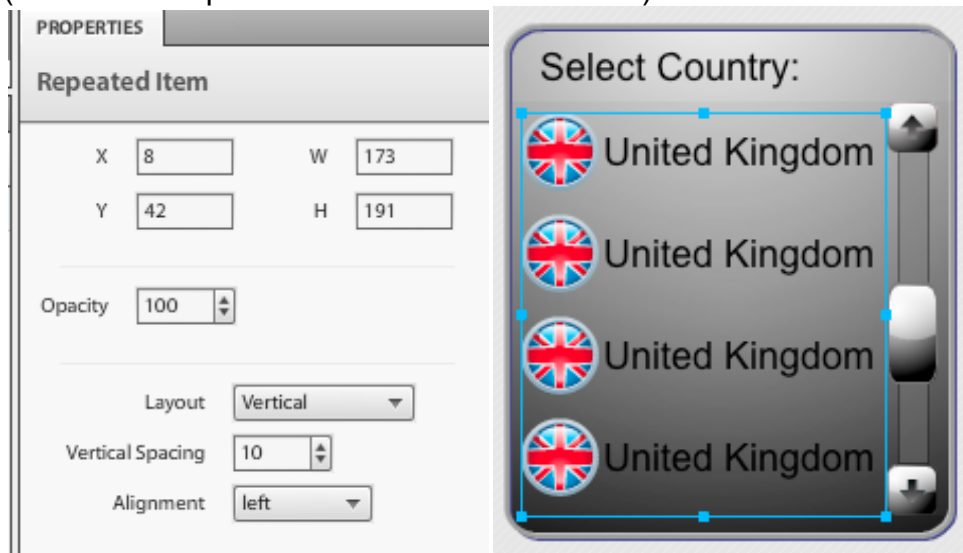 PROPERTIES
Repeated Item
X 8 W 173
Y 42 H 191
Opacity 100
Layout Vertical
Vertical Spacing 10
Alignment left
Select Country:
United Kingdom
United Kingdom
United Kingdom
United Kingdom